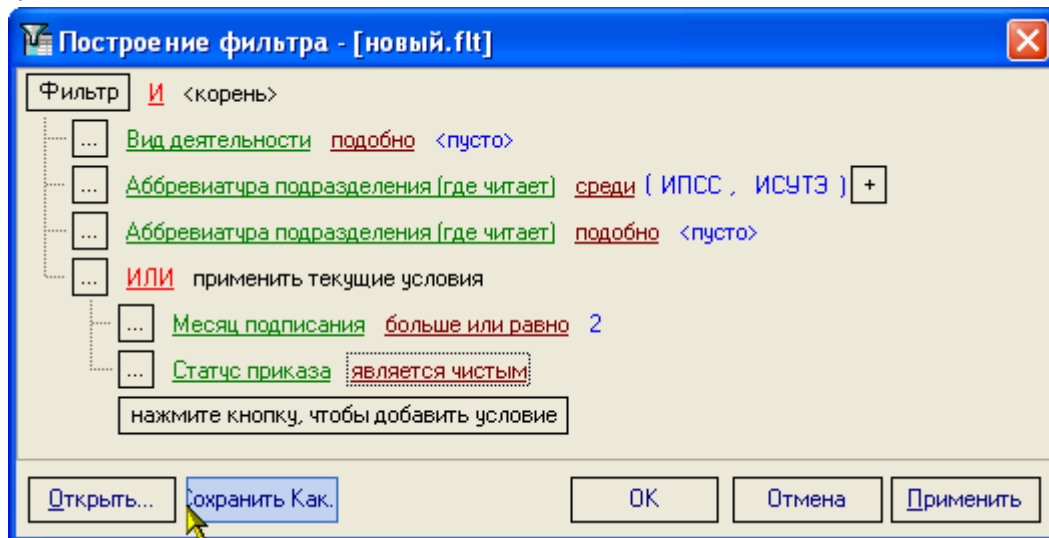 Построение фильтра - [новый.flt]
Фильтр И <корень>
... Вид деятельности подобно <пусто>
... Аббревиатура подразделения (где читает) среди ( ИПСС , ИСУТЭ ) +
... Аббревиатура подразделения (где читает) подобно <пусто>
... ИЛИ применить текущие условия
... Месяц подписания больше или равно 2
... Статус приказа является чистым
нажмите кнопку, чтобы добавить условие
Открыть... Сохранить Как. ОК Отмена Применить